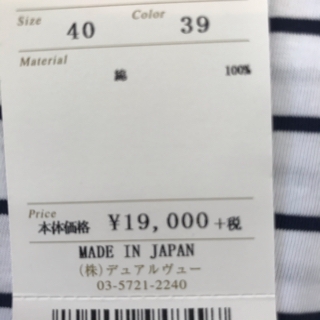 Size 40 Color 39
Material
綿 100%
Price
本体価格 ¥19,000 +税
MADE IN JAPAN
(株)デュアルヴュー
03-5721-2240